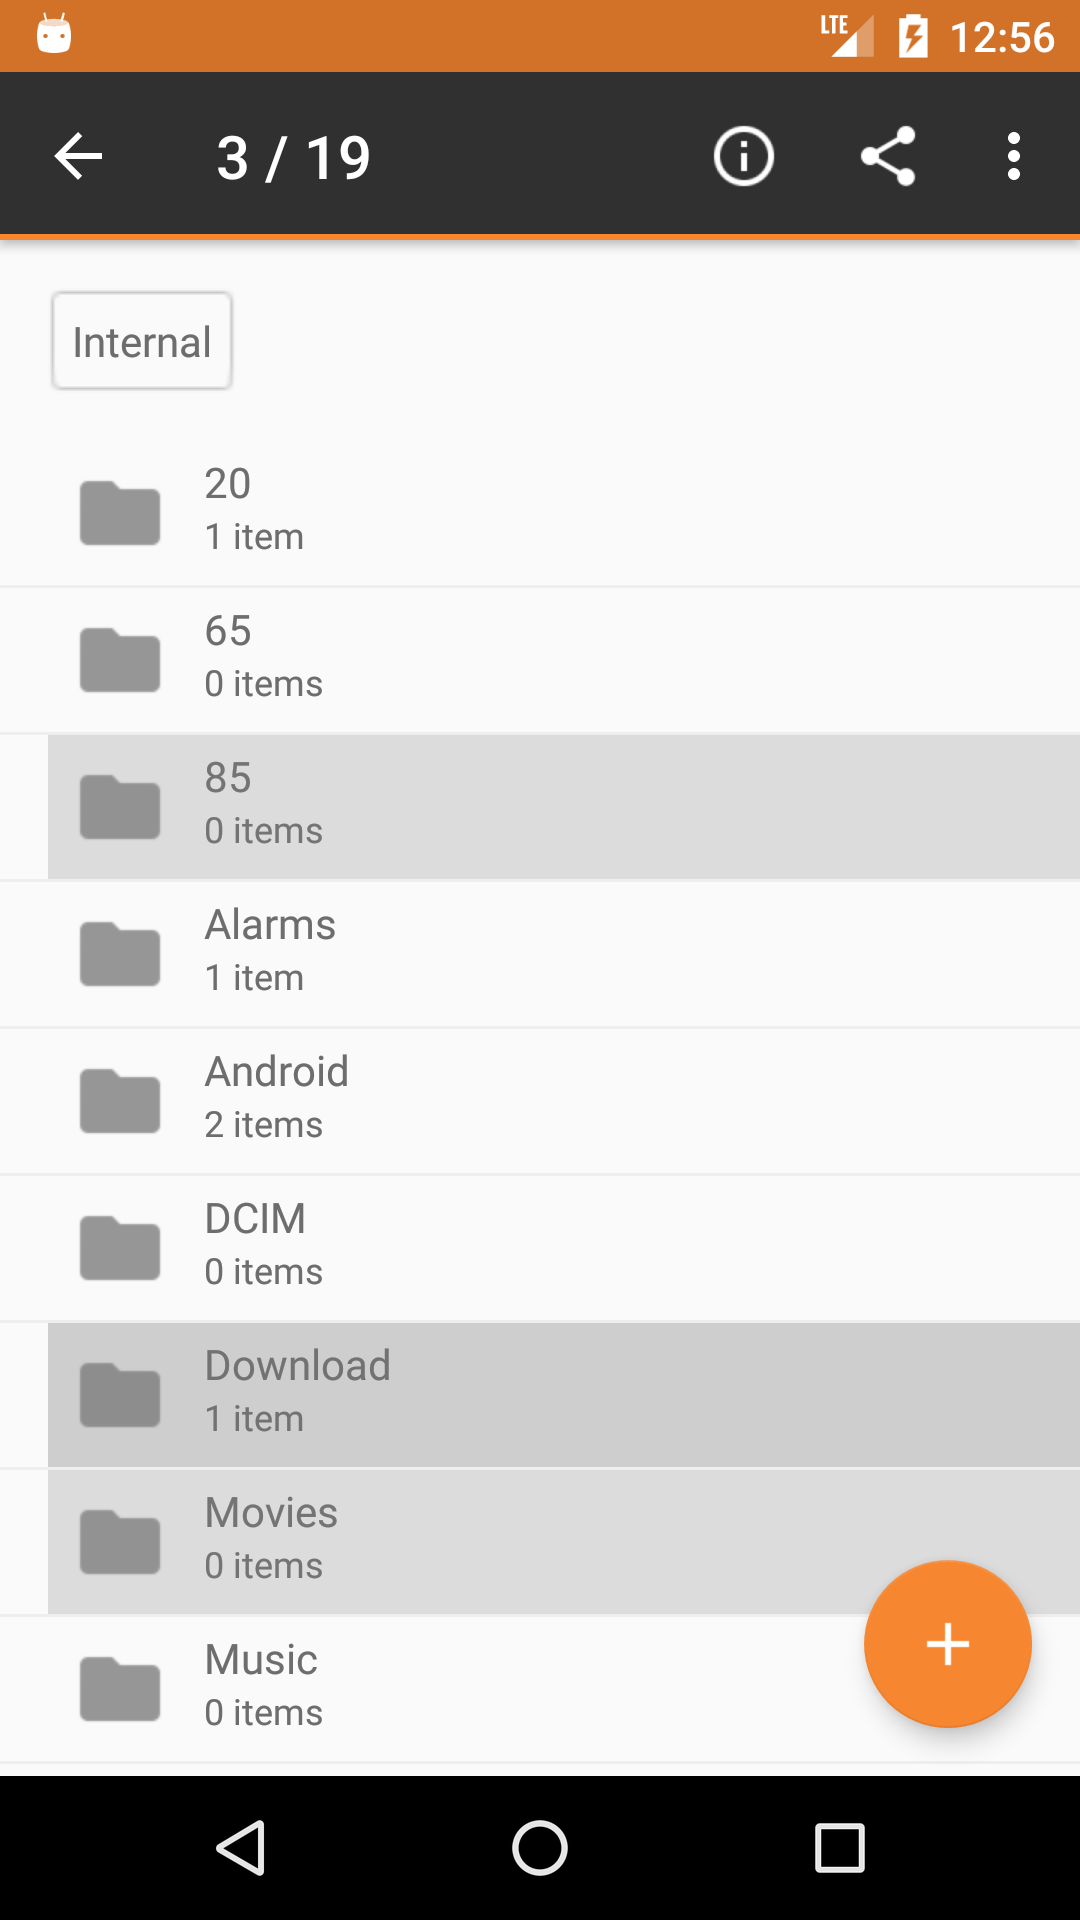 LTE 12:56
3 / 19
Internal
20
1 item
65
0 items
85
0 items
Alarms
1 item
Android
2 items
DCIM
0 items
Download
1 item
Movies
0 items
Music
0 items